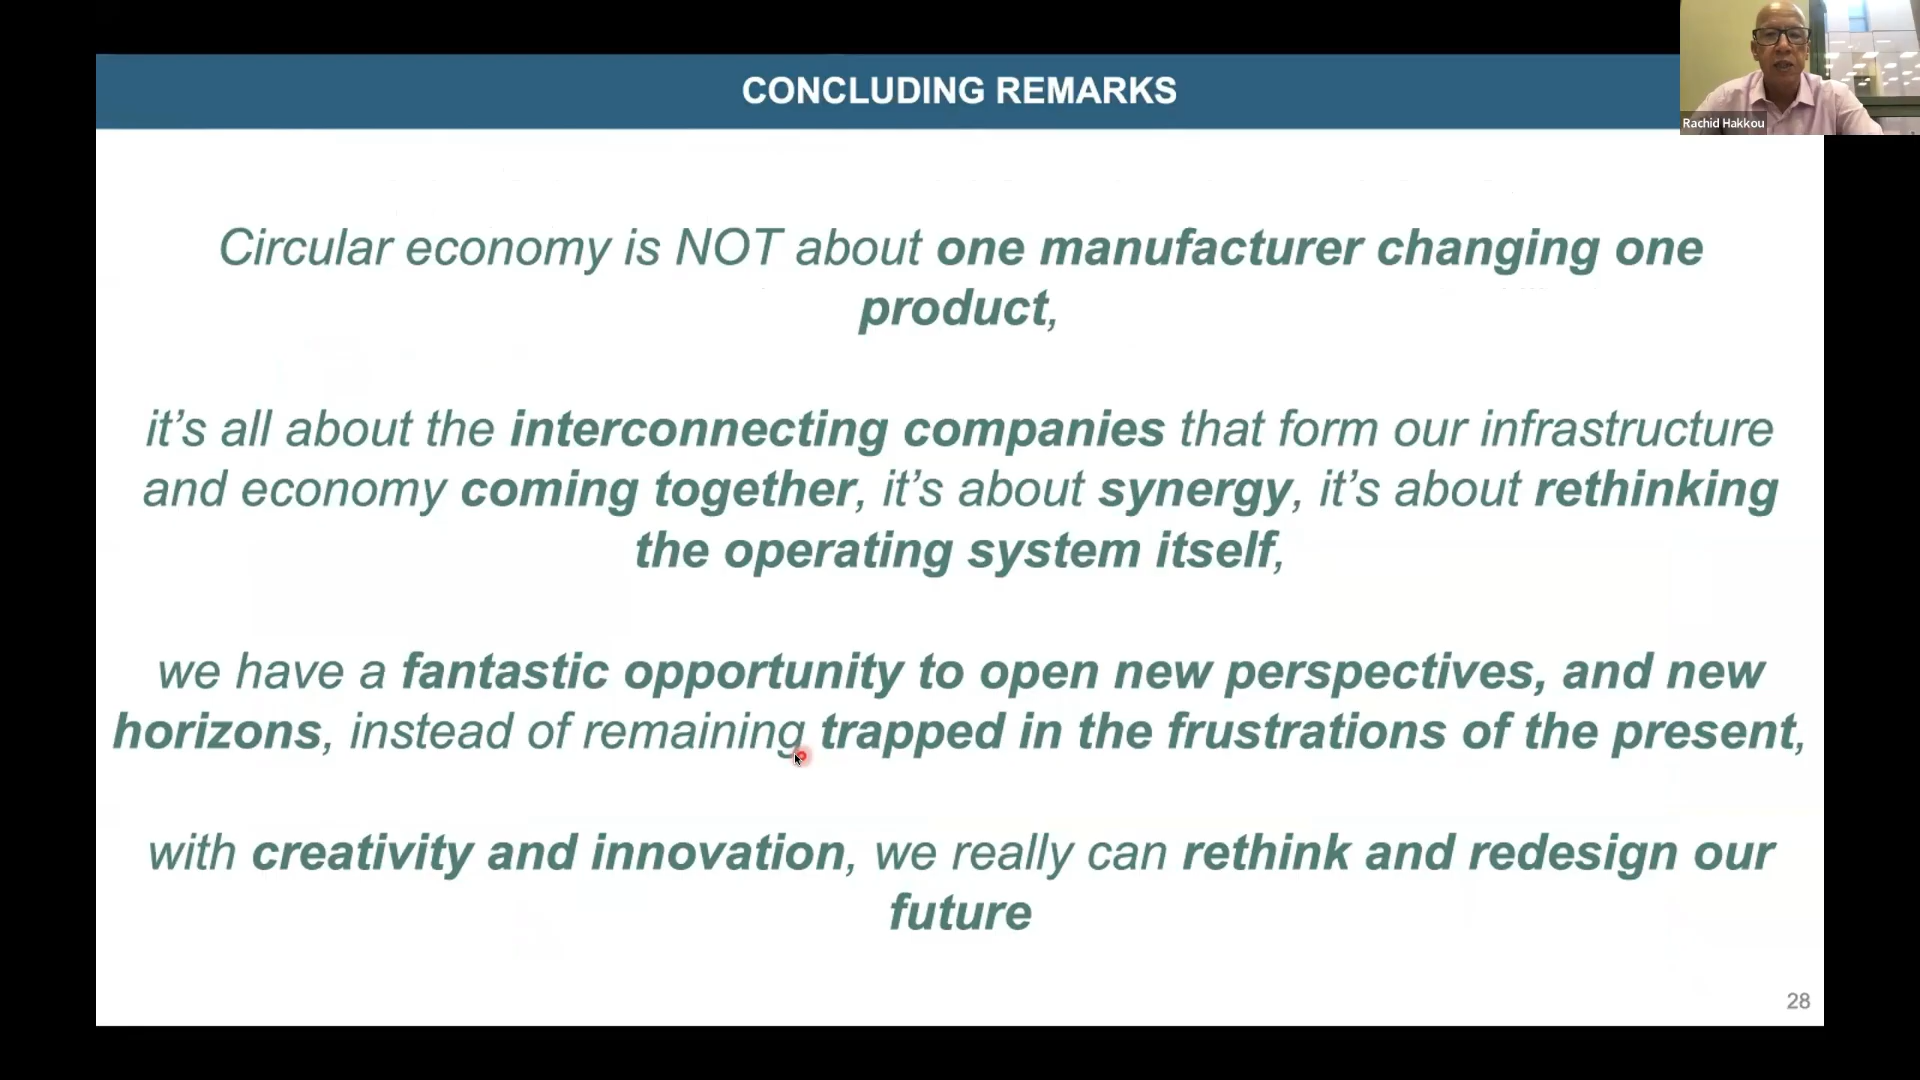 CONCLUDING REMARKS
Rachid Hakkou
Circular economy is NOT about one manufacturer changing one
product,
it’s all about the interconnecting companies that form our infrastructure
and economy coming together, it’s about synergy, it’s about rethinking
the operating system itself,
we have a fantastic opportunity to open new perspectives, and new
horizons, instead of remaining trapped in the frustrations of the present,
with creativity and innovation, we really can rethink and redesign our
future
28